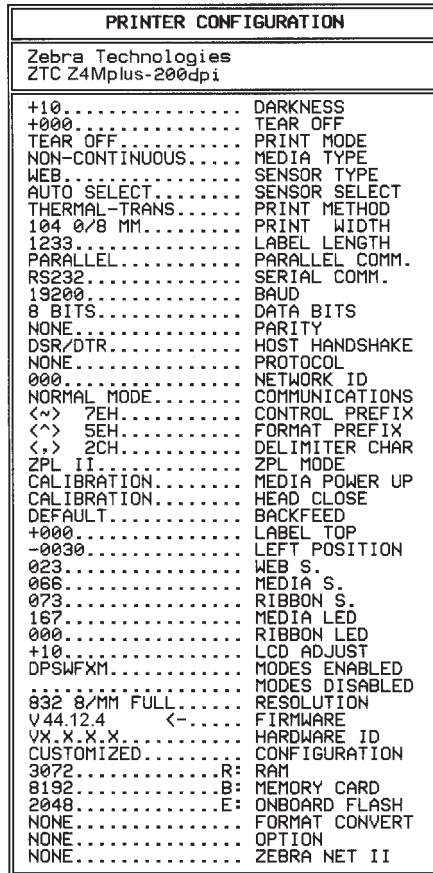 PRINTER CONFIGURATION
Zebra Technologies
ZTC Z4Mplus-200dpi
+10................. DARKNESS
+000................ TEAR OFF
TEAR OFF............ PRINT MODE
NON-CONTINUOUS...... MEDIA TYPE
WEB................. SENSOR TYPE
AUTO SELECT......... SENSOR SELECT
THERMAL-TRANS....... PRINT METHOD
104 0/8 MM.......... PRINT WIDTH
1233................ LABEL LENGTH
PARALLEL............ PARALLEL COMM.
RS232............... SERIAL COMM.
19200............... BAUD
8 BITS.............. DATA BITS
NONE................ PARITY
DSR/DTR............. HOST HANDSHAKE
NONE................ PROTOCOL
000................. NETWORK ID
NORMAL MODE......... COMMUNICATIONS
<~> 7EH............. CONTROL PREFIX
<^> 5EH............. FORMAT PREFIX
<,> 2CH............. DELIMITER CHAR
ZPL II.............. ZPL MODE
CALIBRATION......... MEDIA POWER UP
CALIBRATION......... HEAD CLOSE
DEFAULT............. BACKFEED
+000................ LABEL TOP
-0030............... LEFT POSITION
023................. WEB S.
066................. MEDIA S.
073................. RIBBON S.
167................. MEDIA LED
000................. RIBBON LED
+10................. LCD ADJUST
DPSWFXM............. MODES ENABLED
.................... MODES DISABLED
832 8/MM FULL....... RESOLUTION
V 44.12.4 <-..... FIRMWARE
VX.X.X.X............ HARDWARE ID
CUSTOMIZED.......... CONFIGURATION
3072..............R: RAM
8192..............B: MEMORY CARD
2048..............E: ONBOARD FLASH
NONE................ FORMAT CONVERT
NONE................ OPTION
NONE................ ZEBRA NET II